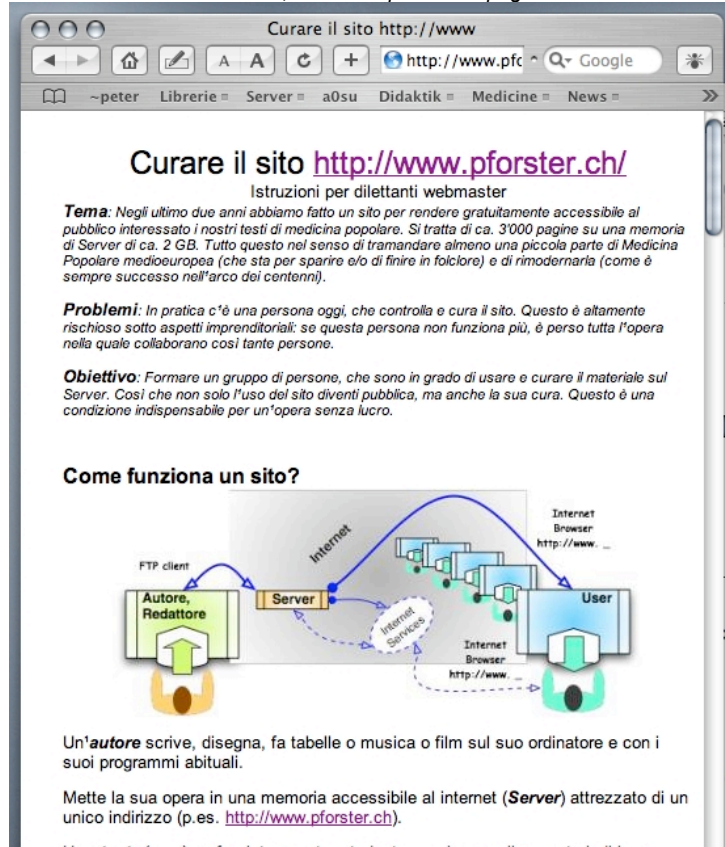 Curare il sito http://www
A A C + http://www.pfc Q Google
~peter Librerie Server a0su Didaktik Medicine News »
Curare il sito http://www.pforster.ch/
Istruzioni per dilettanti webmaster
Tema: Negli ultimo due anni abbiamo fatto un sito per rendere gratuitamente accessibile al
pubblico interessato i nostri testi di medicina popolare. Si tratta di ca. 3'000 pagine su una memoria
di Server di ca. 2 GB. Tutto questo nel senso di tramandare almeno una piccola parte di Medicina
Popolare medioeuropea (che sta per sparire e/o di finire in folclore) e di rimodernarla (come è
sempre successo nell¹arco dei centenni).
Problemi: In pratica c¹è una persona oggi, che controlla e cura il sito. Questo è altamente
rischioso sotto aspetti imprenditoriali: se questa persona non funziona più, è perso tutta l¹opera
nella quale collaborano così tante persone.
Obiettivo: Formare un gruppo di persone, che sono in grado di usare e curare il materiale sul
Server. Così che non solo l¹uso del sito diventi pubblica, ma anche la sua cura. Questo è una
condizione indispensabile per un¹opera senza lucro.
Come funziona un sito?
Internet
Internet
Browser
http://www. _
FTP client
Autore,
Redattore
Server
User
Internet
Services
Internet
Browser
http://www. _
Un¹autore scrive, disegna, fa tabelle o musica o film sul suo ordinatore e con i
suoi programmi abituali.
Mette la sua opera in una memoria accessibile al internet (Server) attrezzato di un
unico indirizzo (p.es. http://www.pforster.ch).